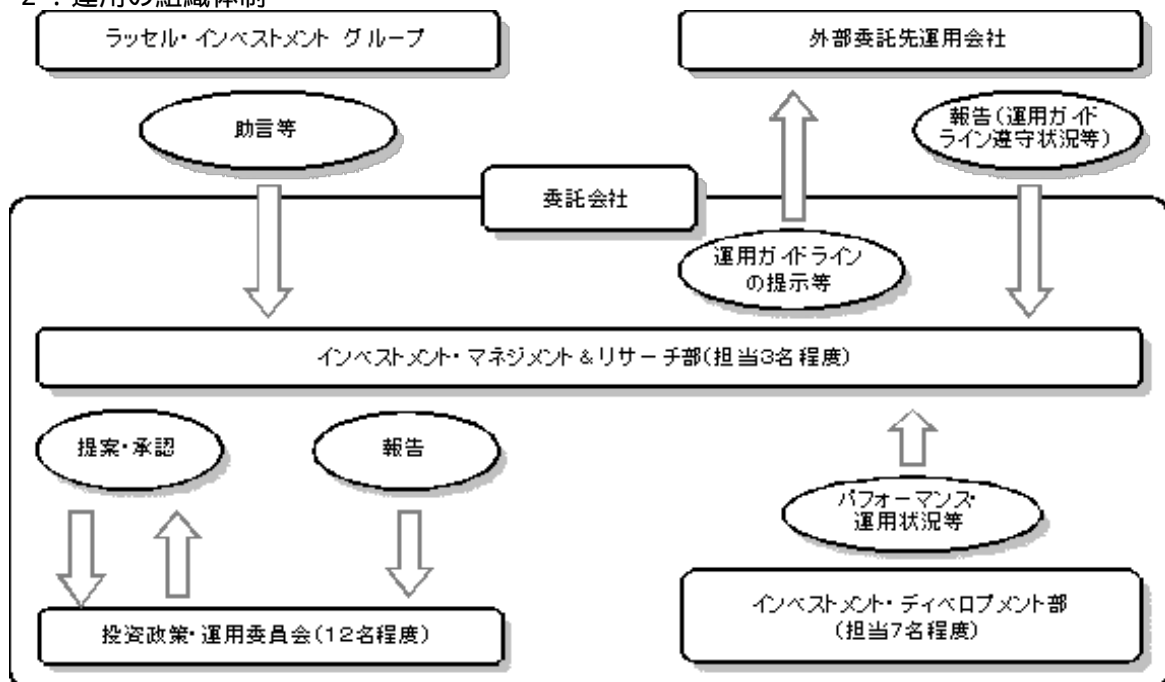 ２．運用の組織体制
ラッセル・インベストメント グループ
外部委託先運用会社
助言等
報告（運用ガイド
ライン遵守状況等）
委託会社
運用ガイドライン
の提示等
インベストメント・マネジメント＆リサーチ部（担当3名程度）
提案・承認
報告
パフォーマンス・
運用状況等
投資政策・運用委員会（１２名程度）
インベストメント・ディベロプメント部
（担当7名程度）